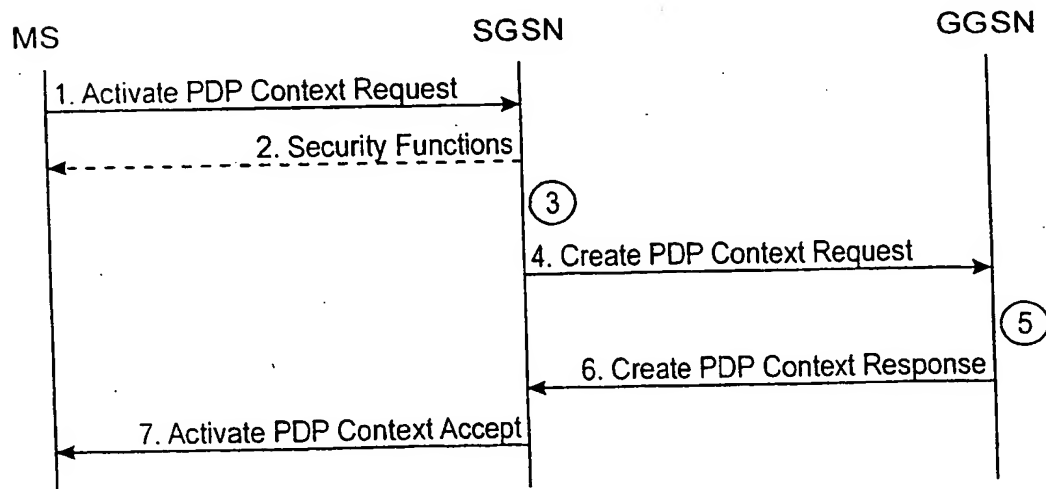 MS
SGSN
GGSN
1. Activate PDP Context Request
2. Security Functions
3
4. Create PDP Context Request
5
6. Create PDP Context Response
7. Activate PDP Context Accept